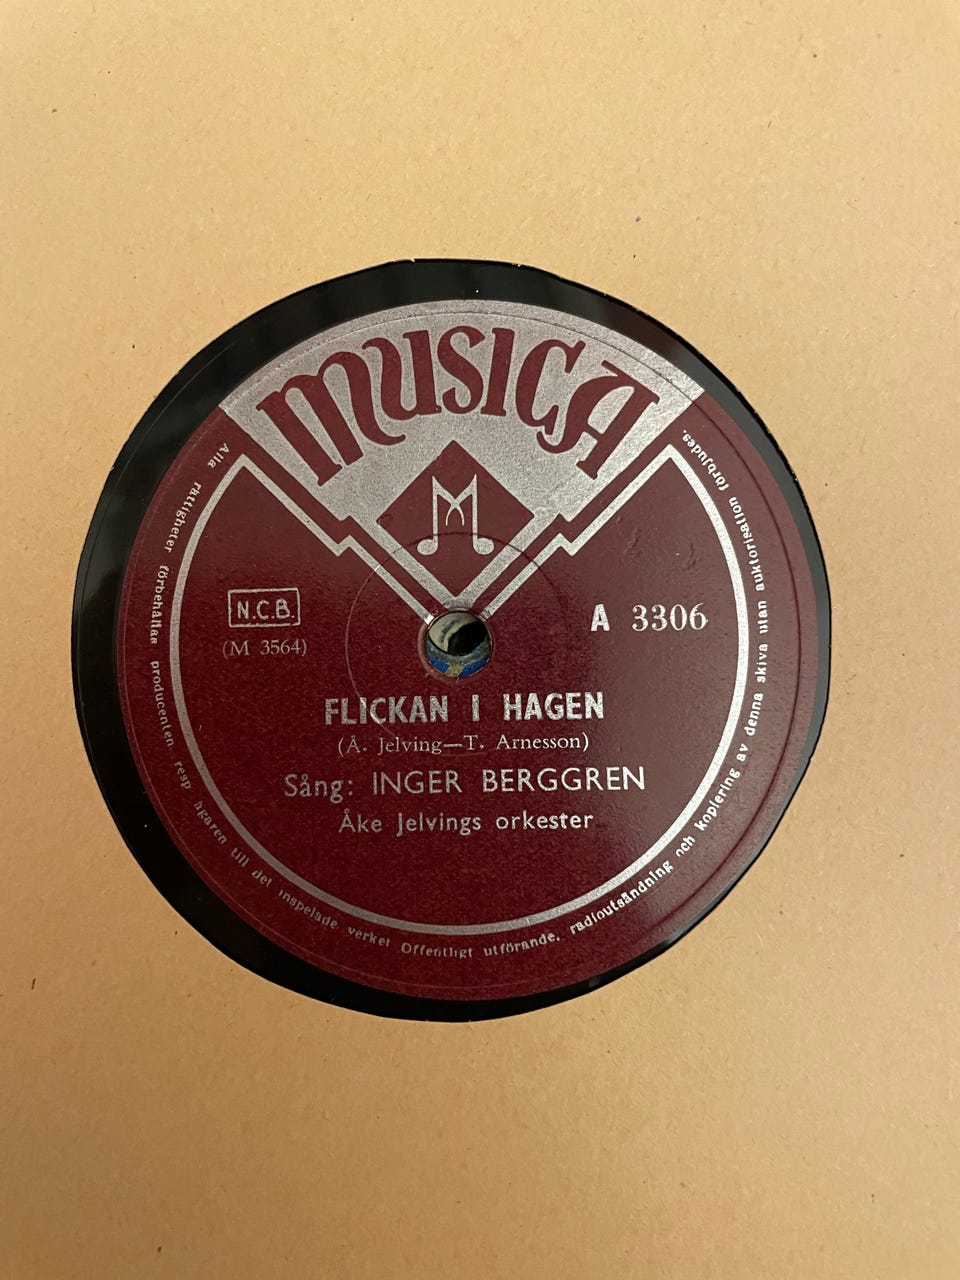 MUSICA
M
N.C.B.
(M 3564)
A 3306
FLICKAN I HAGEN
(Å. Jelving—T. Arnesson)
Sång: INGER BERGGREN
Åke Jelvings orkester
Alla rättigheter förbehållas producenten resp ägaren till det inspelade verket Offentligt utförande, radioutsändning och kopiering av denna skiva utan auktorisation förbjudes.